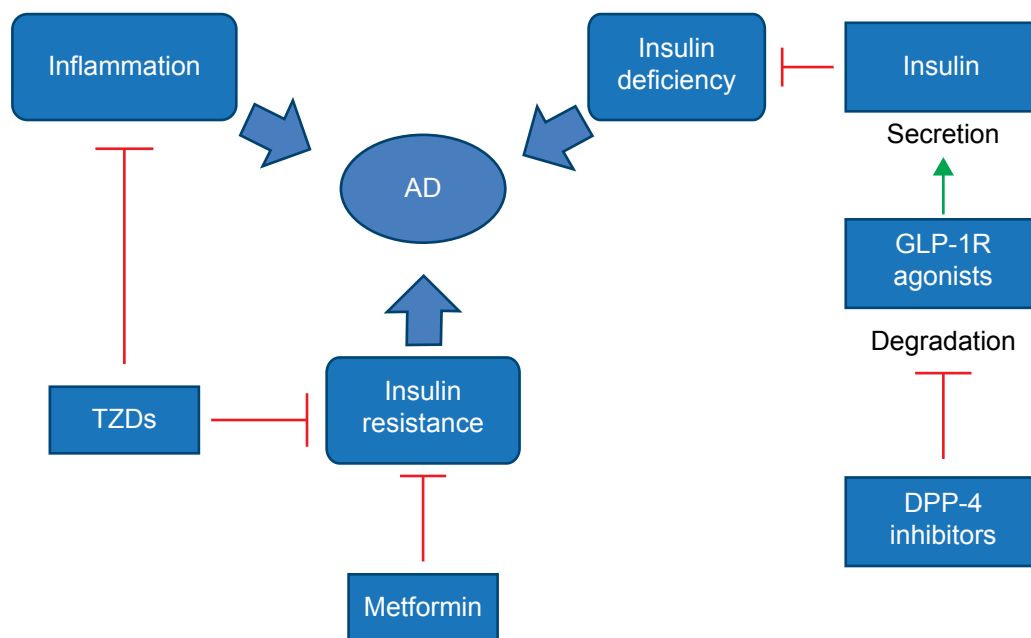 Inflammation
Insulin
deficiency
Insulin
Secretion
AD
GLP-1R
agonists
Degradation
TZDs
Insulin
resistance
DPP-4
inhibitors
Metformin